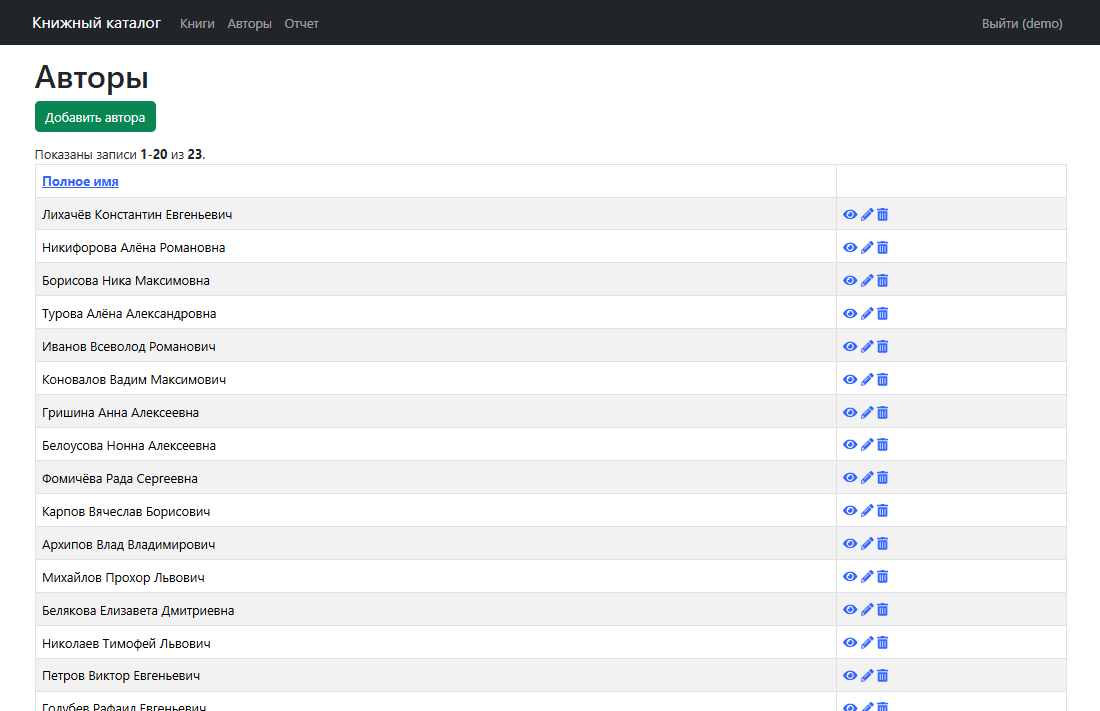 Книжный каталог Книги Авторы Отчет Выйти (demo)
Авторы
Добавить автора
Показаны записи 1-20 из 23.
Полное имя
Лихачёв Константин Евгеньевич
Никифорова Алёна Романовна
Борисова Ника Максимовна
Турова Алёна Александровна
Иванов Всеволод Романович
Коновалов Вадим Максимович
Гришина Анна Алексеевна
Белоусова Нонна Алексеевна
Фомичёва Рада Сергеевна
Карпов Вячеслав Борисович
Архипов Влад Владимирович
Михайлов Прохор Львович
Белякова Елизавета Дмитриевна
Николаев Тимофей Львович
Петров Виктор Евгеньевич
Голубев Рафаил Евгеньевич